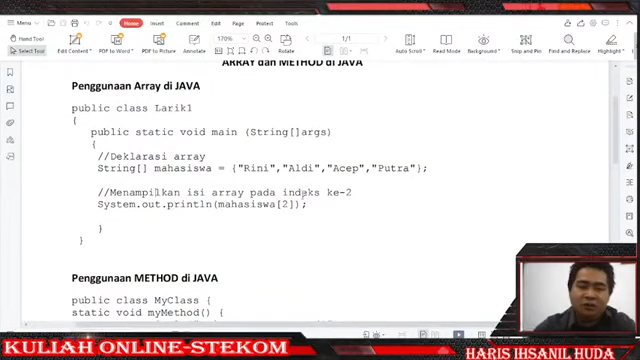 Menu
Home
Insert
Comment
Edit
Page
Protect
Tools
Hand Tool
170%
1/1
Select Tool
Edit Content
PDF to Word
PDF to Picture
Annotate
Auto Scroll
Read Mode
Background
Snip and Pin
Find and Replace
Highlight
ARRAY dan METHOD di JAVA
Penggunaan Array di JAVA
public class Larik1
{
public static void main (String[]args)
{
//Deklarasi array
String[] mahasiswa = {"Rini","Aldi","Acep","Putra"};
//Menampilkan isi array pada indeks ke-2
System.out.println(mahasiswa[2]);
}
}
Penggunaan METHOD di JAVA
public class MyClass {
static void myMethod() {
KULIAH ONLINE-STEKOM
HARIS IHSANIL HUDA